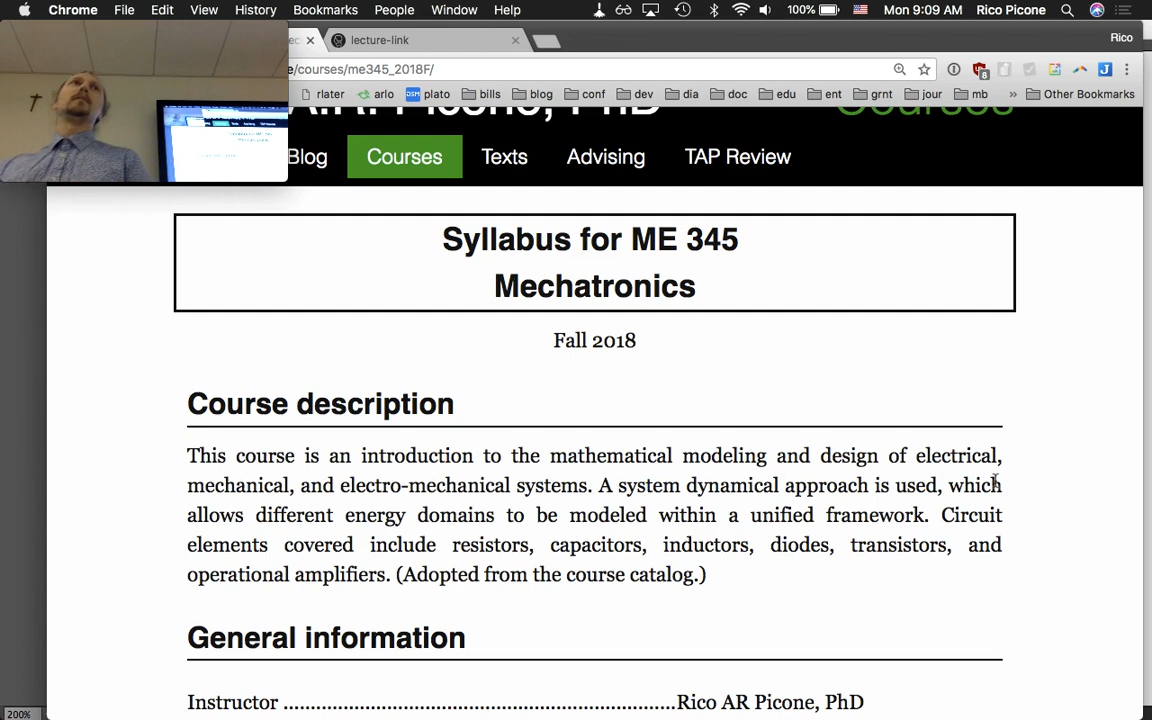 Chrome File Edit View History Bookmarks People Window Help 100% Mon 9:09 AM Rico Picone
lecture-link
Rico
e/courses/me345_2018F/
8
rlater arlo plato bills blog conf dev dia doc edu ent grnt jour mb » Other Bookmarks
PhD Courses
Blog Courses Texts Advising TAP Review
Syllabus for ME 345
Mechatronics
Fall 2018
Course description
This course is an introduction to the mathematical modeling and design of electrical,
mechanical, and electro-mechanical systems. A system dynamical approach is used, which
allows different energy domains to be modeled within a unified framework. Circuit
elements covered include resistors, capacitors, inductors, diodes, transistors, and
operational amplifiers. (Adopted from the course catalog.)
General information
Instructor ............................................................Rico AR Picone, PhD
200%